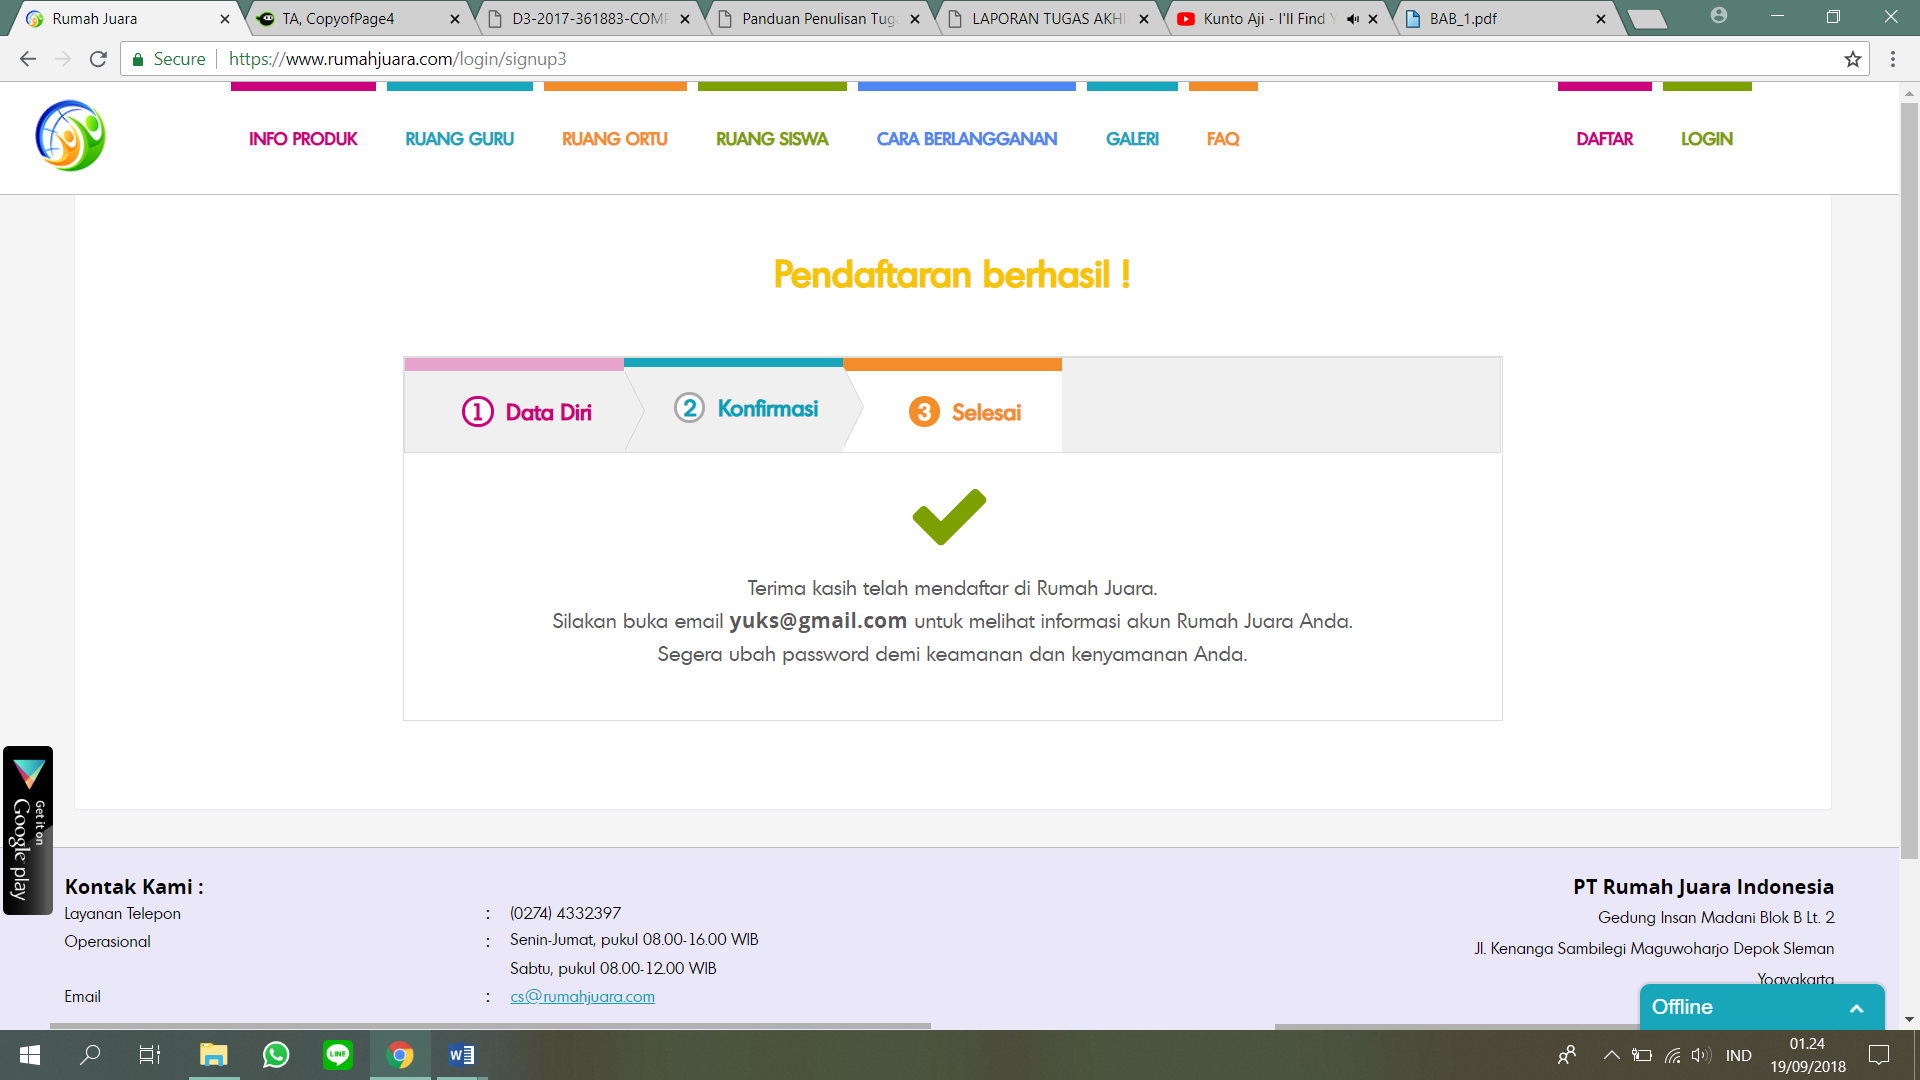 Rumah Juara
TA, CopyofPage4
D3-2017-361883-COMP
Panduan Penulisan Tuga
LAPORAN TUGAS AKHI
Kunto Aji - I'll Find Y
BAB_1.pdf
Secure
https://www.rumahjuara.com/login/signup3
INFO PRODUK
RUANG GURU
RUANG ORTU
RUANG SISWA
CARA BERLANGGANAN
GALERI
FAQ
DAFTAR
LOGIN
Pendaftaran berhasil !
1 Data Diri
2 Konfirmasi
3 Selesai
Terima kasih telah mendaftar di Rumah Juara.
Silakan buka email yuks@gmail.com untuk melihat informasi akun Rumah Juara Anda.
Segera ubah password demi keamanan dan kenyamanan Anda.
Get it on
Google play
Kontak Kami :
Layanan Telepon : (0274) 4332397
Operasional : Senin-Jumat, pukul 08.00-16.00 WIB
Sabtu, pukul 08.00-12.00 WIB
Email : cs@rumahjuara.com
PT Rumah Juara Indonesia
Gedung Insan Madani Blok B Lt. 2
Jl. Kenanga Sambilegi Maguwoharjo Depok Sleman
Yogyakarta
Offline
LINE
W
IND
01.24
19/09/2018